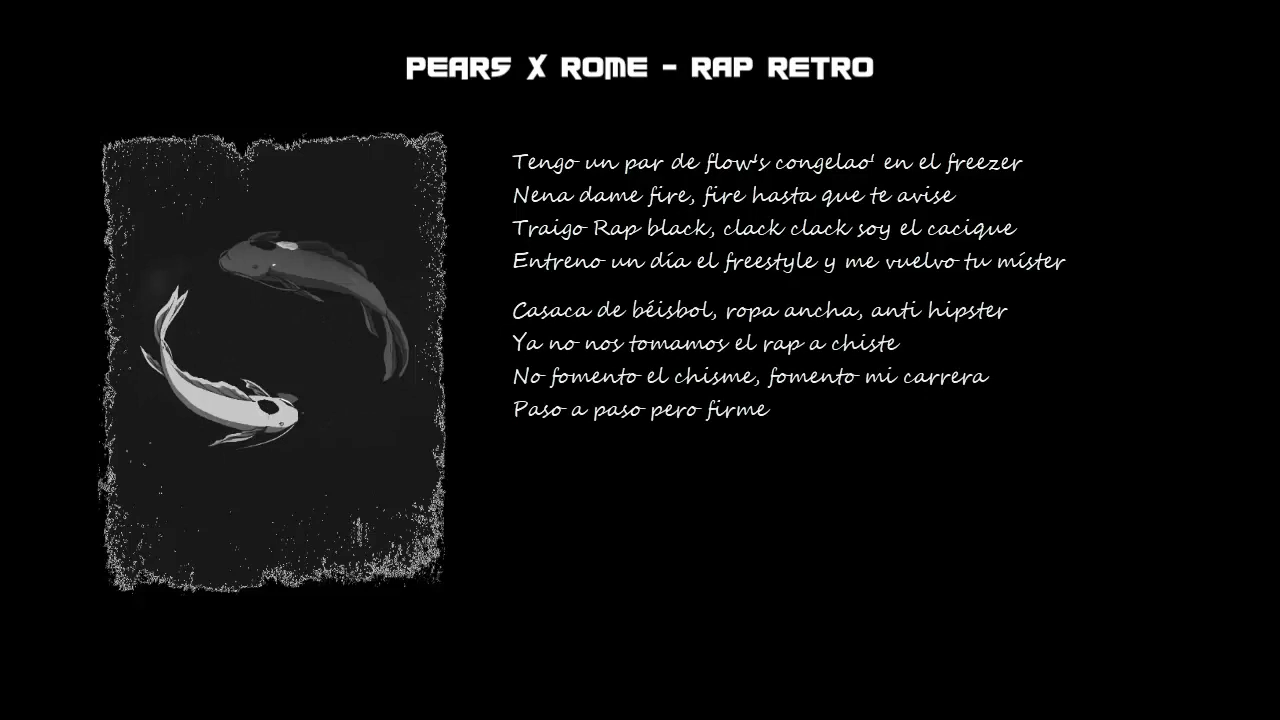 PEARS X ROME - RAP RETRO
Tengo un par de flow's congelao' en el freezer
Nena dame fire, fire hasta que te avise
Traigo Rap black, clack clack soy el cacique
Entreno un día el freestyle y me vuelvo tu míster
Casaca de béisbol, ropa ancha, anti hipster
Ya no nos tomamos el rap a chiste
No fomento el chisme, fomento mi carrera
Paso a paso pero firme